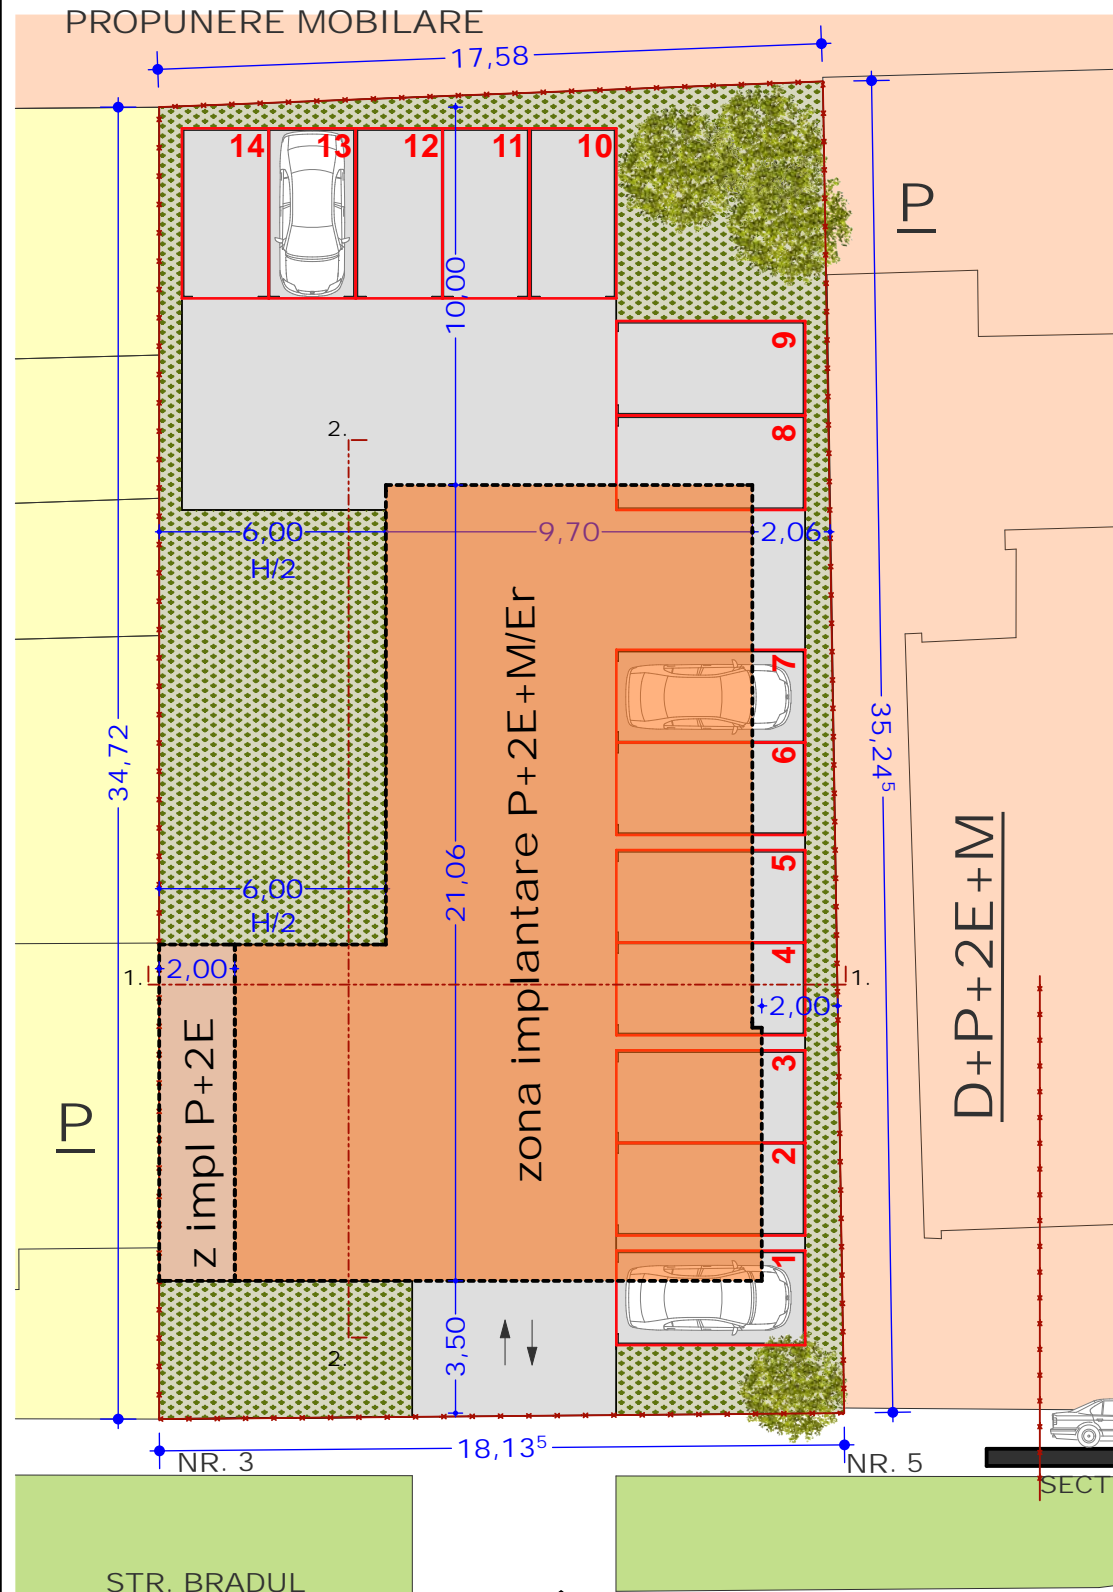 PROPUNERE MOBILARE
17,58
14
13
12
11
10
P
10,00
9
8
2.
6,00
H/2
9,70
2,06
zona implantare P+2E+M/Er
7
6
34,72
35,24⁵
5
21,06
6,00
H/2
4
1.
2,00
1.
2,00
D+P+2E+M
z impl P+2E
3
P
2
1
3,50
2.
18,13⁵
NR. 3
NR. 5
SECT
STR. BRADUL